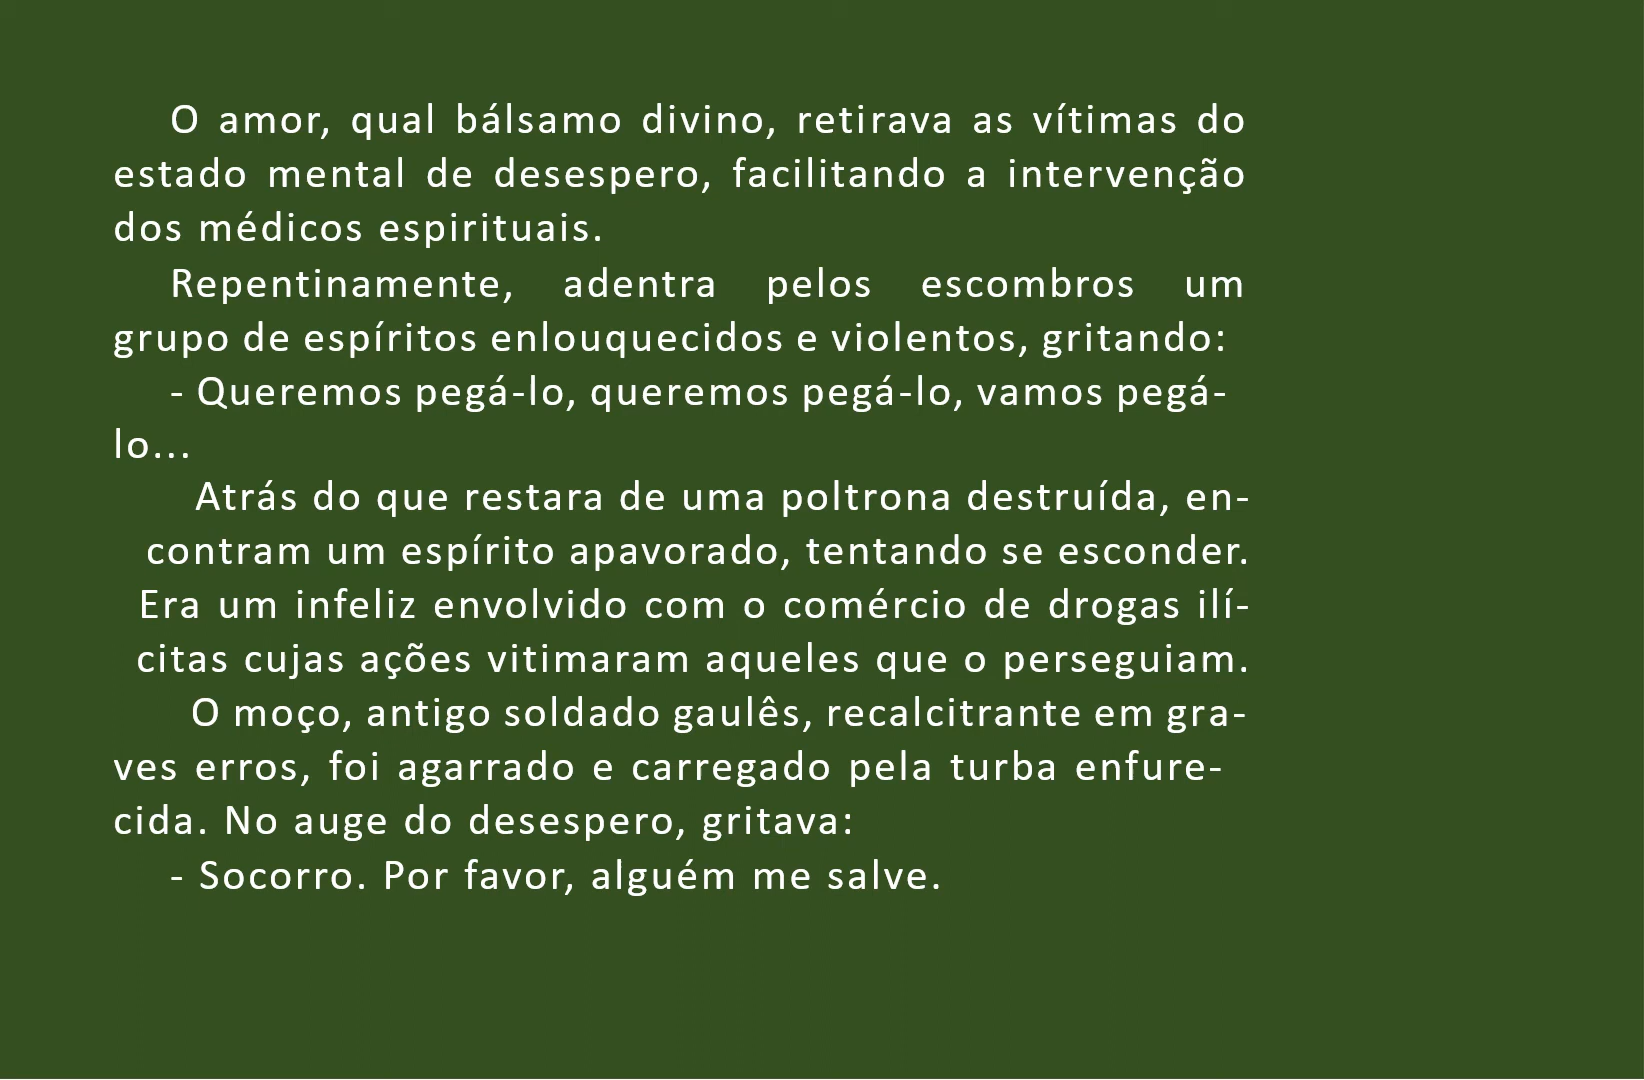 O amor, qual bálsamo divino, retirava as vítimas do
estado mental de desespero, facilitando a intervenção
dos médicos espirituais.
Repentinamente, adentra pelos escombros um
grupo de espíritos enlouquecidos e violentos, gritando:
- Queremos pegá-lo, queremos pegá-lo, vamos pegá-
lo...
Atrás do que restara de uma poltrona destruída, en-
contram um espírito apavorado, tentando se esconder.
Era um infeliz envolvido com o comércio de drogas ilí-
citas cujas ações vitimaram aqueles que o perseguiam.
O moço, antigo soldado gaulês, recalcitrante em gra-
ves erros, foi agarrado e carregado pela turba enfure-
cida. No auge do desespero, gritava:
- Socorro. Por favor, alguém me salve.